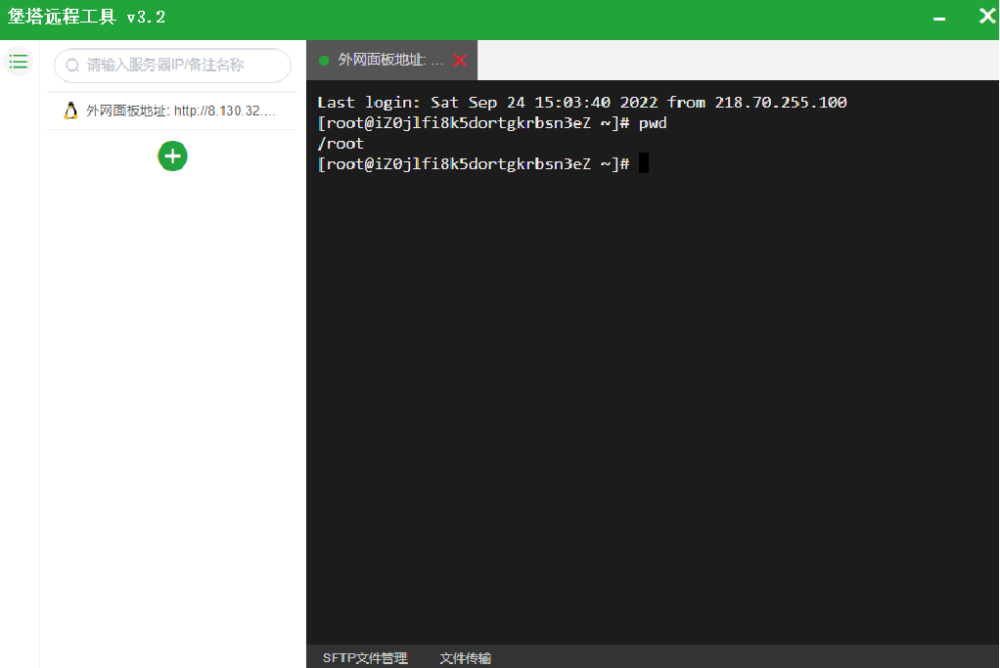 堡塔远程工具 v3.2
请输入服务器IP/备注名称
外网面板地址: http://8.130.32....
外网面板地址: ...
Last login: Sat Sep 24 15:03:40 2022 from 218.70.255.100
[root@iZ0jlfi8k5dortgkrbsn3eZ ~]# pwd
/root
[root@iZ0jlfi8k5dortgkrbsn3eZ ~]#
SFTP文件管理 文件传输